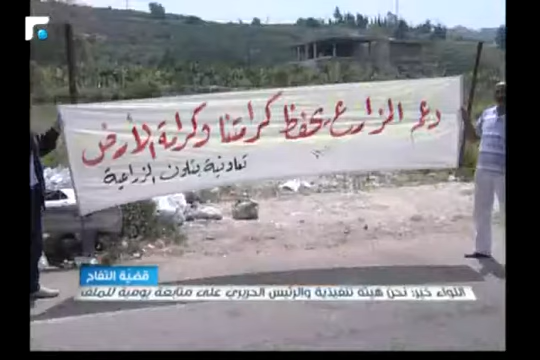 دعم المزارع يحفظ كرامتنا وكرامة الأرض
تعاونية بتلون الزراعية
قضية التفاح
اللواء خير: نحن هيئة تنفيذية والرئيس الحريري على متابعة يومية للملف